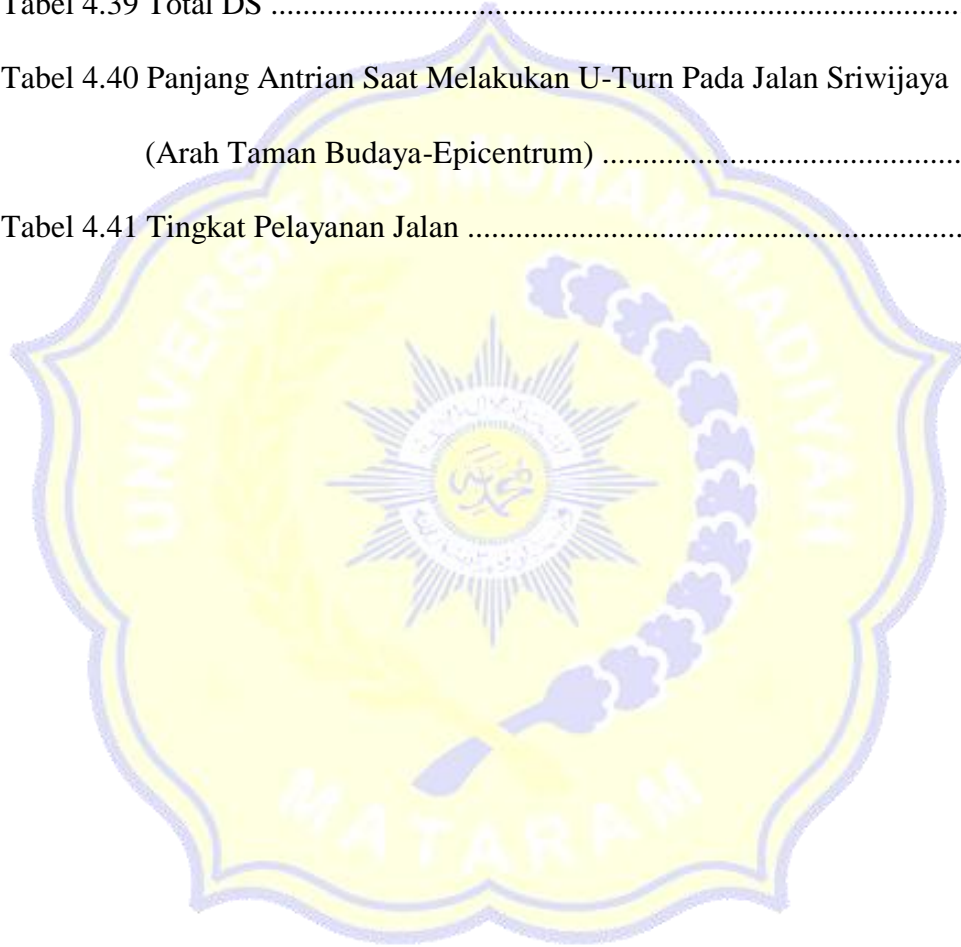 Tabel 4.39 Total DS ......................................................................................
Tabel 4.40 Panjang Antrian Saat Melakukan U-Turn Pada Jalan Sriwijaya
(Arah Taman Budaya-Epicentrum) .............................................
UNIVERSITAS MUHAMMADIYAH
Tabel 4.41 Tingkat Pelayanan Jalan ..............................................................
MATARAM